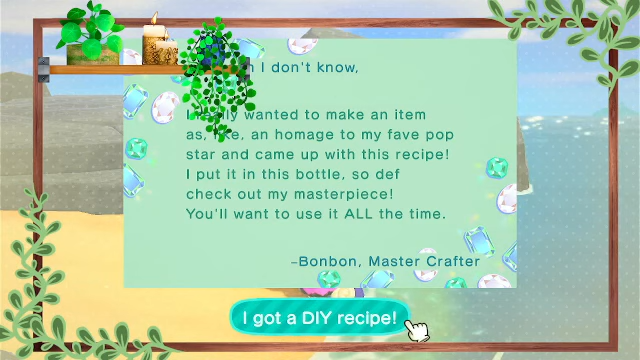 I don't know,
wanted to make an item
as, an homage to my fave pop
star and came up with this recipe!
I put it in this bottle, so def
check out my masterpiece!
You'll want to use it ALL the time.
–Bonbon, Master Crafter
I got a DIY recipe!